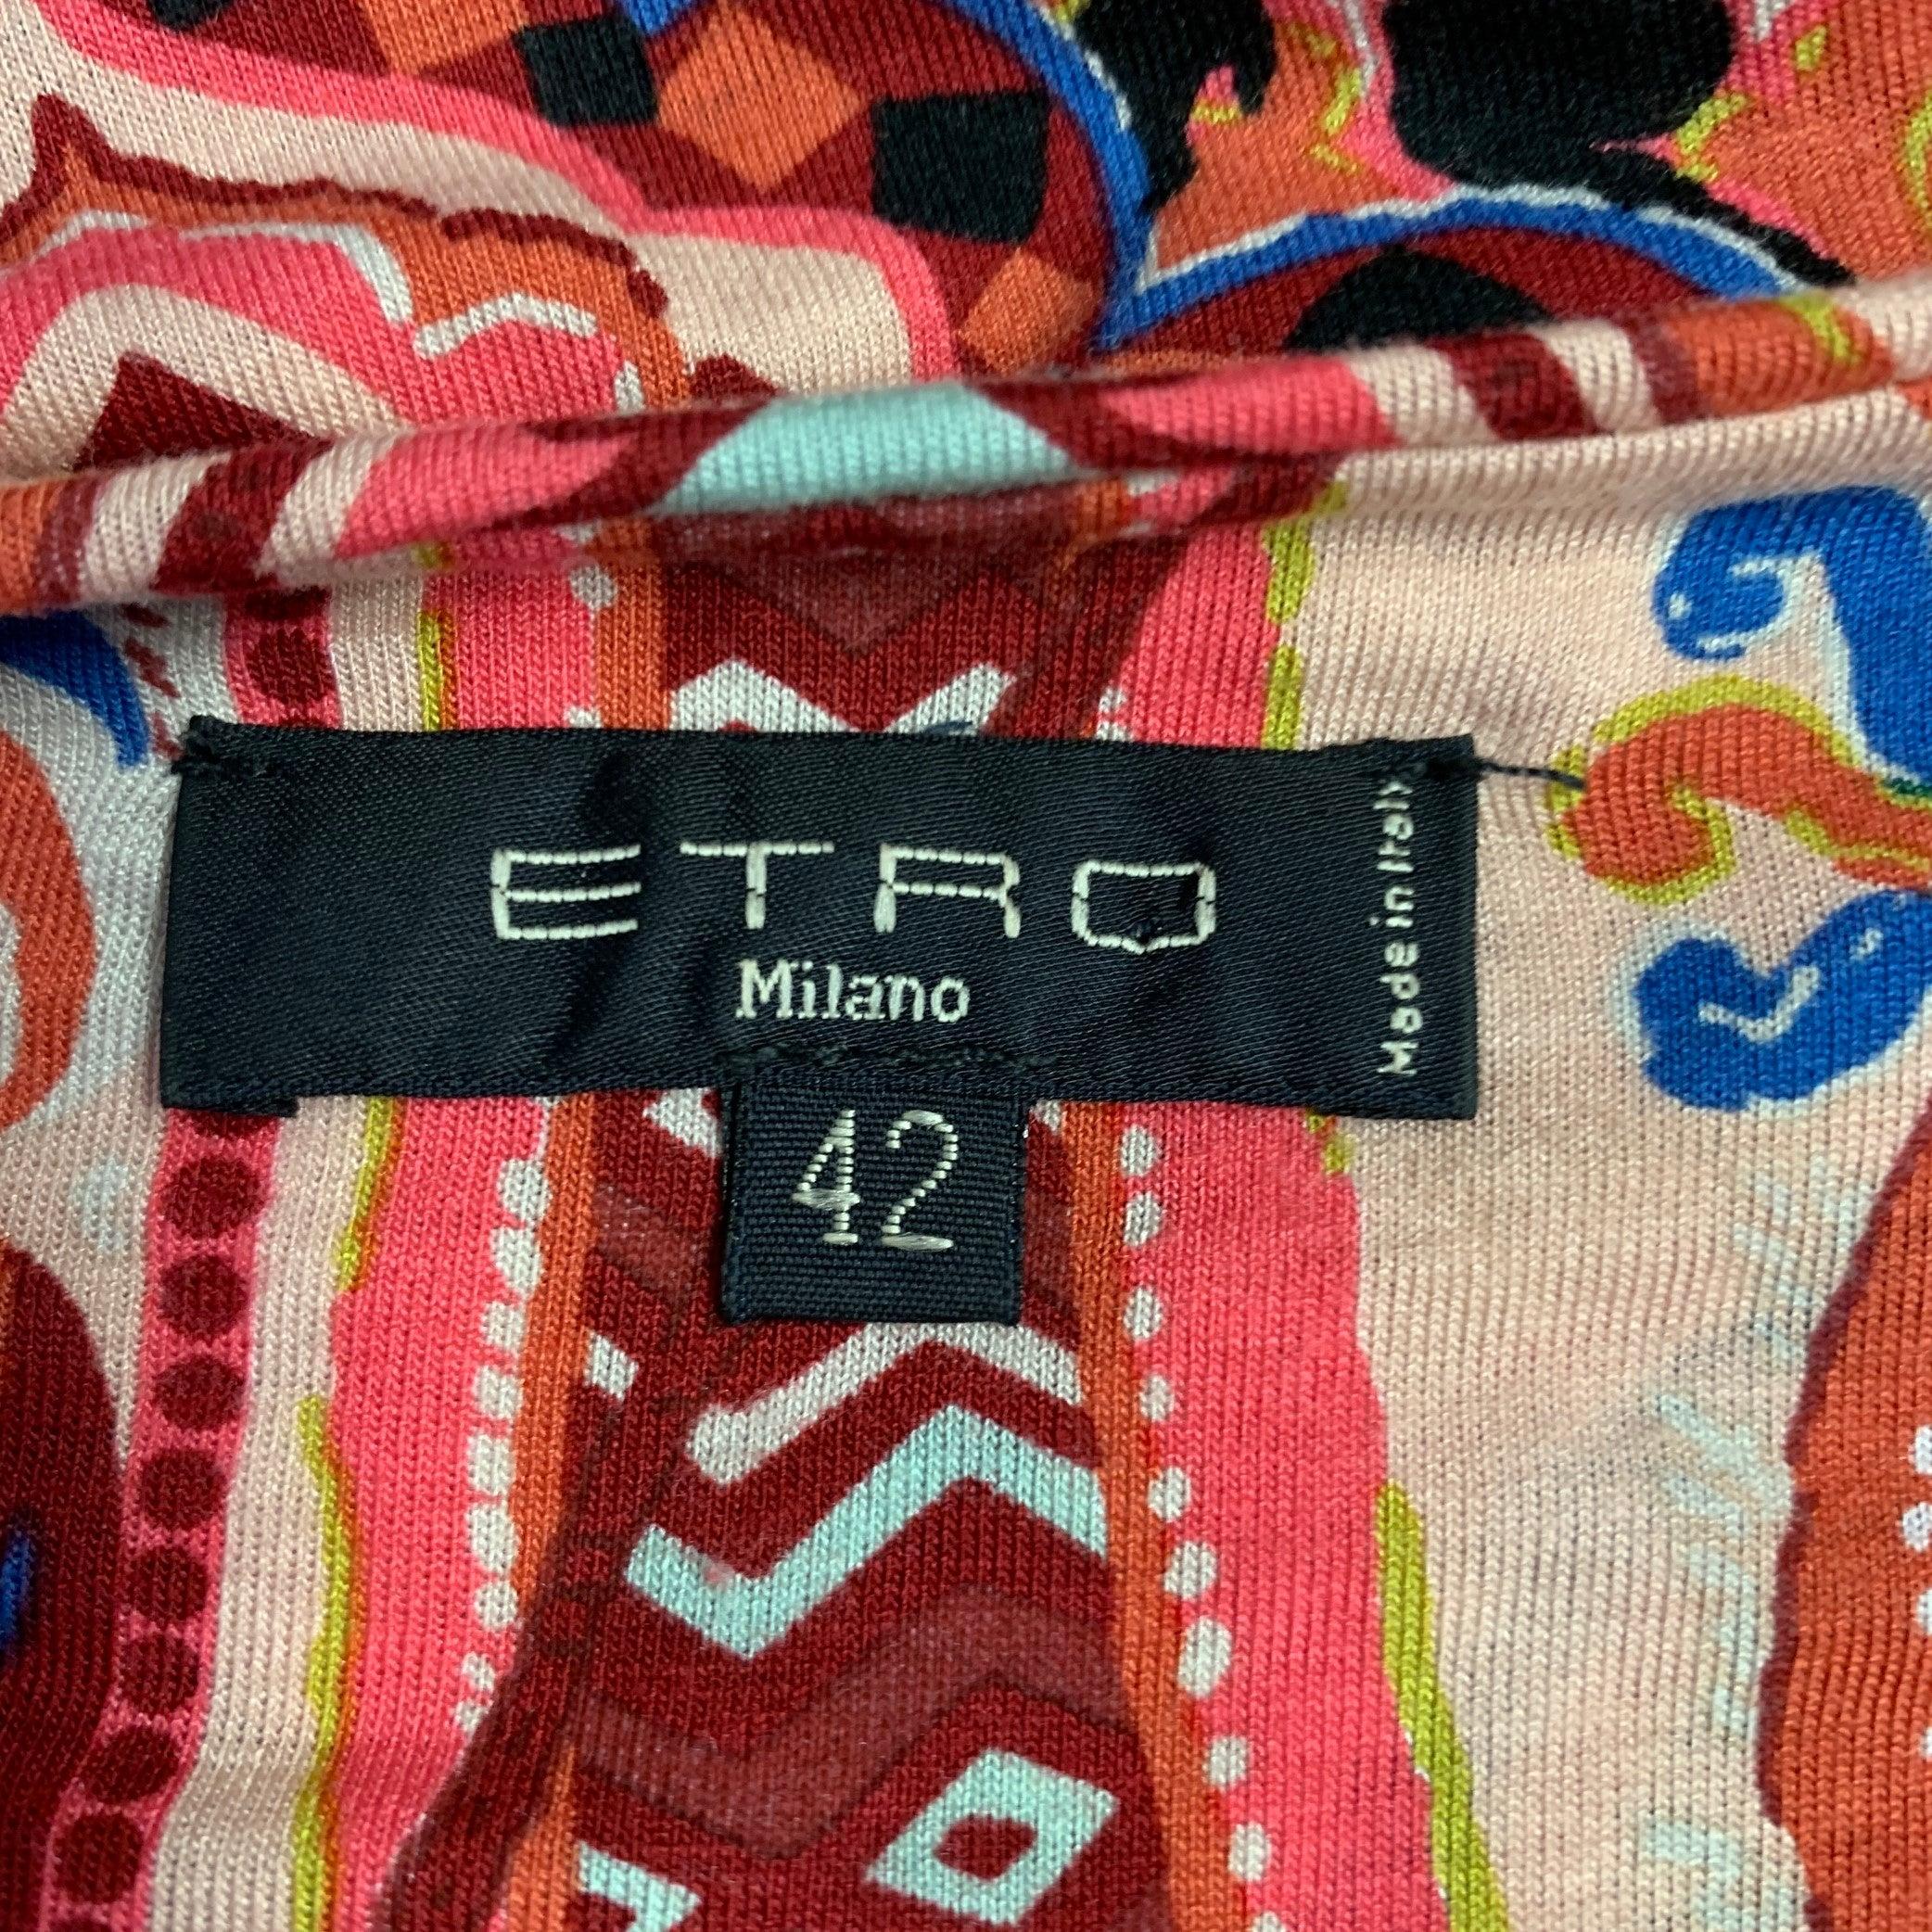 ETRO
Milano
Made in Italy
42